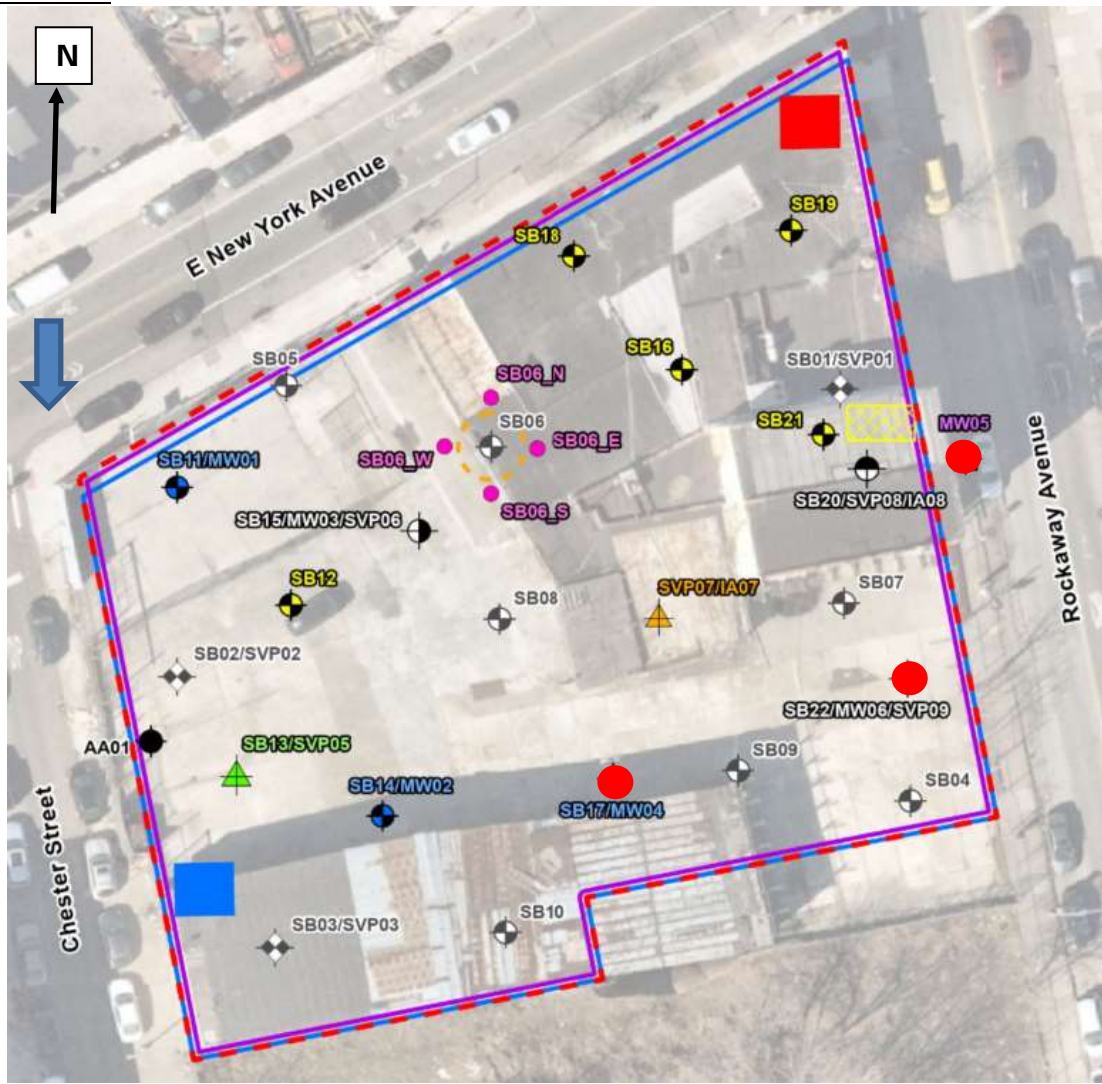 N
E New York Avenue
SB19
SB18
SB16
SB05
SB01/SVP01
SB06_N
SB06
SB21
MW05
SB06_W
SB06_E
SB11/MW01
SB20/SVP08/IA08
SB06_S
SB15/MW03/SVP06
Rockaway Avenue
SB12
SVP07/IA07
SB07
SB08
SB02/SVP02
SB22/MW06/SVP09
AA01
SB13/SVP05
SB09
SB04
SB14/MW02
SB17/MW04
Chester Street
SB10
SB03/SVP03